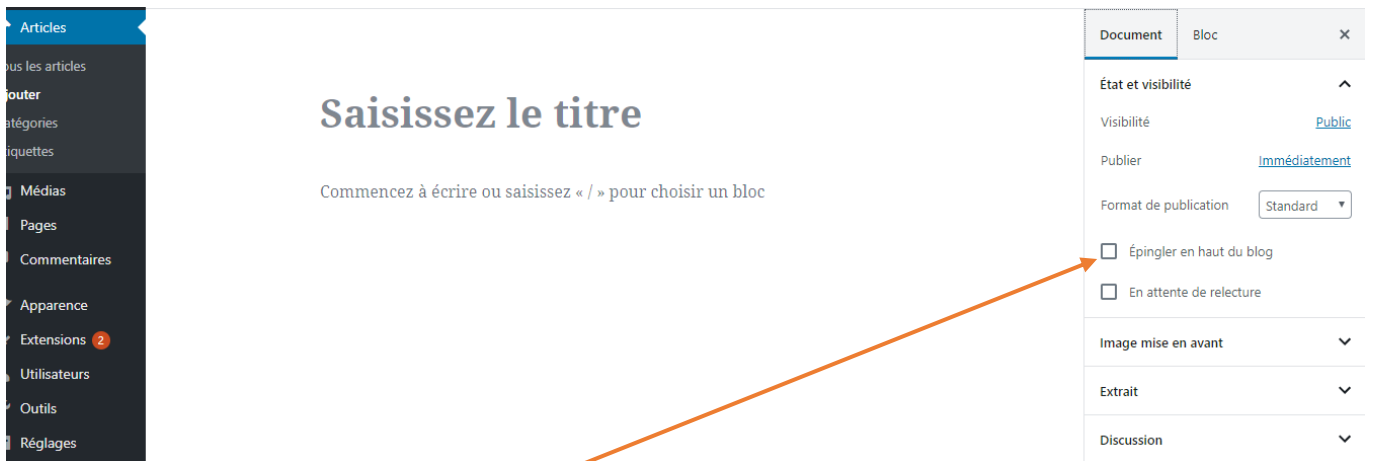 Articles
ous les articles
jouter
atégories
iquettes
Médias
Pages
Commentaires
Apparence
Extensions 2
Utilisateurs
Outils
Réglages
Saisissez le titre
Commencez à écrire ou saisissez « / » pour choisir un bloc
Document Bloc ×
État et visibilité
Visibilité Public
Publier Immédiatement
Format de publication Standard
Épingler en haut du blog
En attente de relecture
Image mise en avant
Extrait
Discussion